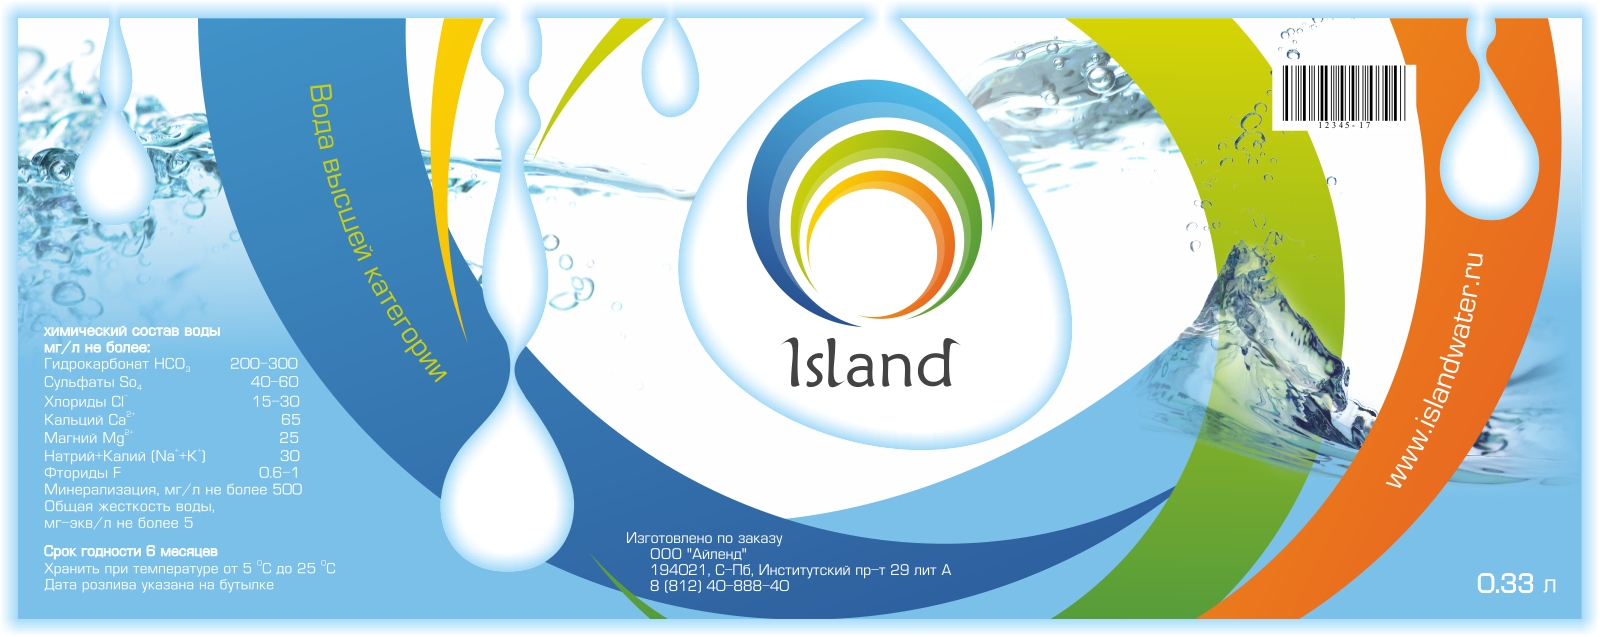 Вода высшей категории
химический состав воды
мг/л не более:
Гидрокарбонат HCO₃ 200-300
Сульфаты So₄ 40-60
Хлориды Cl⁻ 15-30
Кальций Ca²⁺ 65
Магний Mg²⁺ 25
Натрий+Калий (Na⁺+K⁺) 30
Фториды F 0.6-1
Минерализация, мг/л не более 500
Общая жесткость воды,
мг-экв/л не более 5
Срок годности 6 месяцев
Хранить при температуре от 5 ⁰C до 25 ⁰C
Дата розлива указана на бутылке
Island
Изготовлено по заказу
ООО "Айленд"
194021, С-Пб, Институтский пр-т 29 лит А
8 (812) 40-888-40
12345-17
www.islandwater.ru
0.33 л